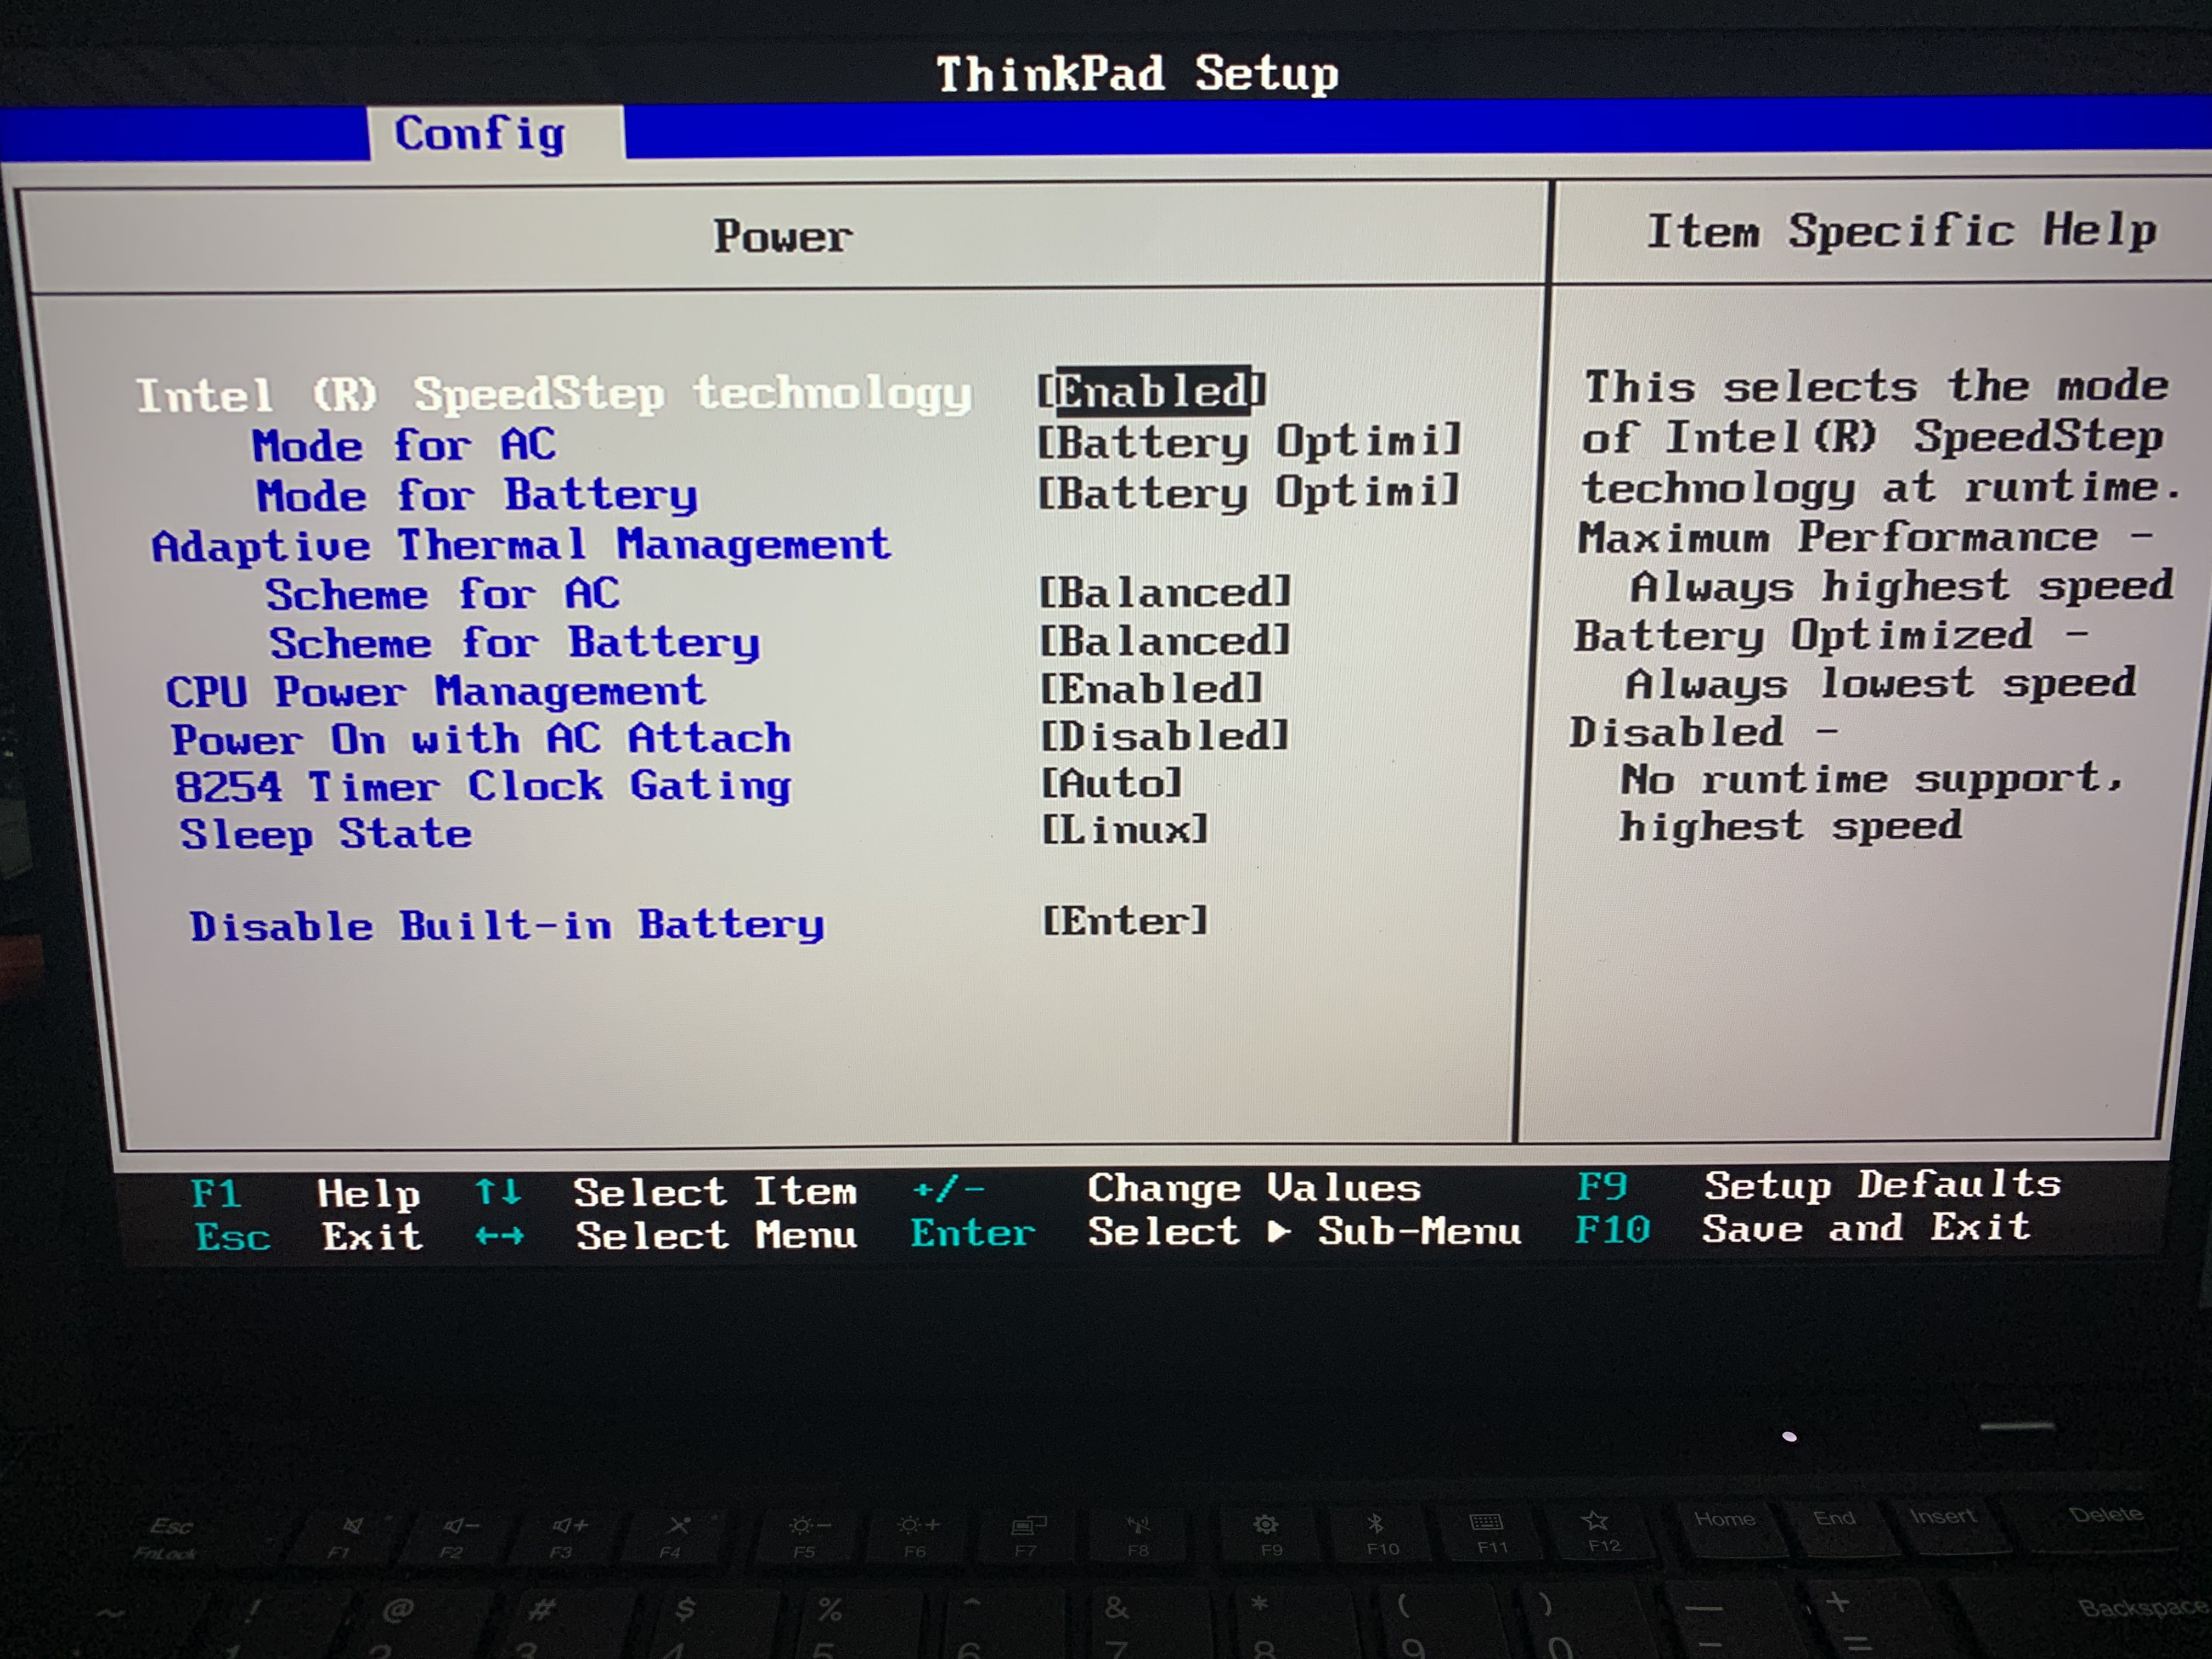 ThinkPad Setup
Config
Power
Item Specific Help
Intel (R) SpeedStep technology [Enabled]
Mode for AC [Battery Optimi]
Mode for Battery [Battery Optimi]
Adaptive Thermal Management
Scheme for AC [Balanced]
Scheme for Battery [Balanced]
CPU Power Management [Enabled]
Power On with AC Attach [Disabled]
8254 Timer Clock Gating [Auto]
Sleep State [Linux]
Disable Built-in Battery [Enter]
This selects the mode
of Intel(R) SpeedStep
technology at runtime.
Maximum Performance -
Always highest speed
Battery Optimized -
Always lowest speed
Disabled -
No runtime support,
highest speed
F1 Help ↑↓ Select Item +/- Change Values F9 Setup Defaults
Esc Exit ←→ Select Menu Enter Select ▶ Sub-Menu F10 Save and Exit
Esc Home End Insert Delete
FnLock F1 F2 F3 F4 F5 F6 F7 F8 F9 F10 F11 F12
~ ! @ # $ % ^ & * ( ) — + Backspace
1 2 3 4 5 6 7 8 9 0 - =